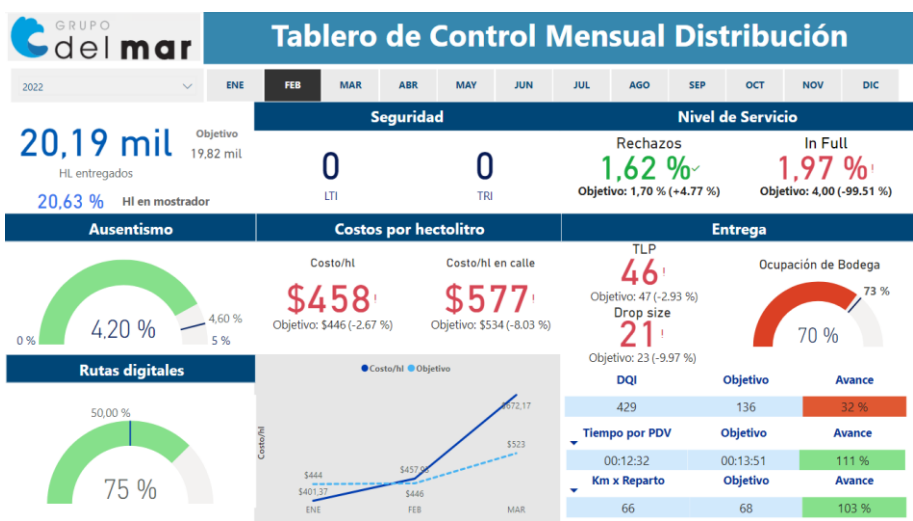 GRUPO
del mar
Tablero de Control Mensual Distribución
2022
ENE
FEB
MAR
ABR
MAY
JUN
JUL
AGO
SEP
OCT
NOV
DIC
20,19 mil
HL entregados
Objetivo
19,82 mil
20,63 %
Hl en mostrador
Seguridad
0
LTI
0
TRI
Nivel de Servicio
Rechazos
1,62 %
Objetivo: 1,70 % (+4.77 %)
In Full
1,97 %!
Objetivo: 4,00 (-99.51 %)
Ausentismo
4,20 %
0 %
4,60 %
5 %
Costos por hectolitro
Costo/hl
$458!
Objetivo: $446 (-2.67 %)
Costo/hl en calle
$577!
Objetivo: $534 (-8.03 %)
Entrega
TLP
46!
Objetivo: 47 (-2.93 %)
Drop size
21!
Objetivo: 23 (-9.97 %)
Ocupación de Bodega
73 %
70 %
Rutas digitales
50,00 %
75 %
Costo/hl Objetivo
Costo/hl
$444
$401,37
$446
$523
$672,17
ENE
FEB
MAR
DQI Objetivo Avance
429 136 32 %
Tiempo por PDV Objetivo Avance
00:12:32 00:13:51 111 %
Km x Reparto Objetivo Avance
66 68 103 %